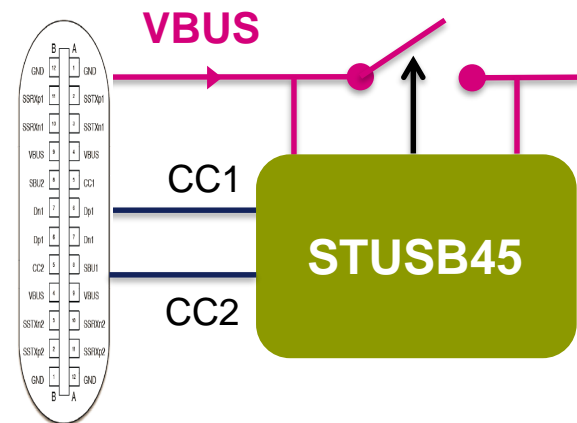 VBUS
B A
GND 12 1 GND
SSRXp1 11 2 SSTXp1
SSRXn1 10 3 SSTXn1
VBUS 9 4 VBUS
SBU2 8 5 CC1
Dn1 7 6 Dp1
Dp1 6 7 Dn1
CC2 5 8 SBU1
VBUS 4 9 VBUS
SSTXn2 3 10 SSRXn2
SSTXp2 2 11 SSRXp2
GND 1 12 GND
B A
CC1
CC2
STUSB45